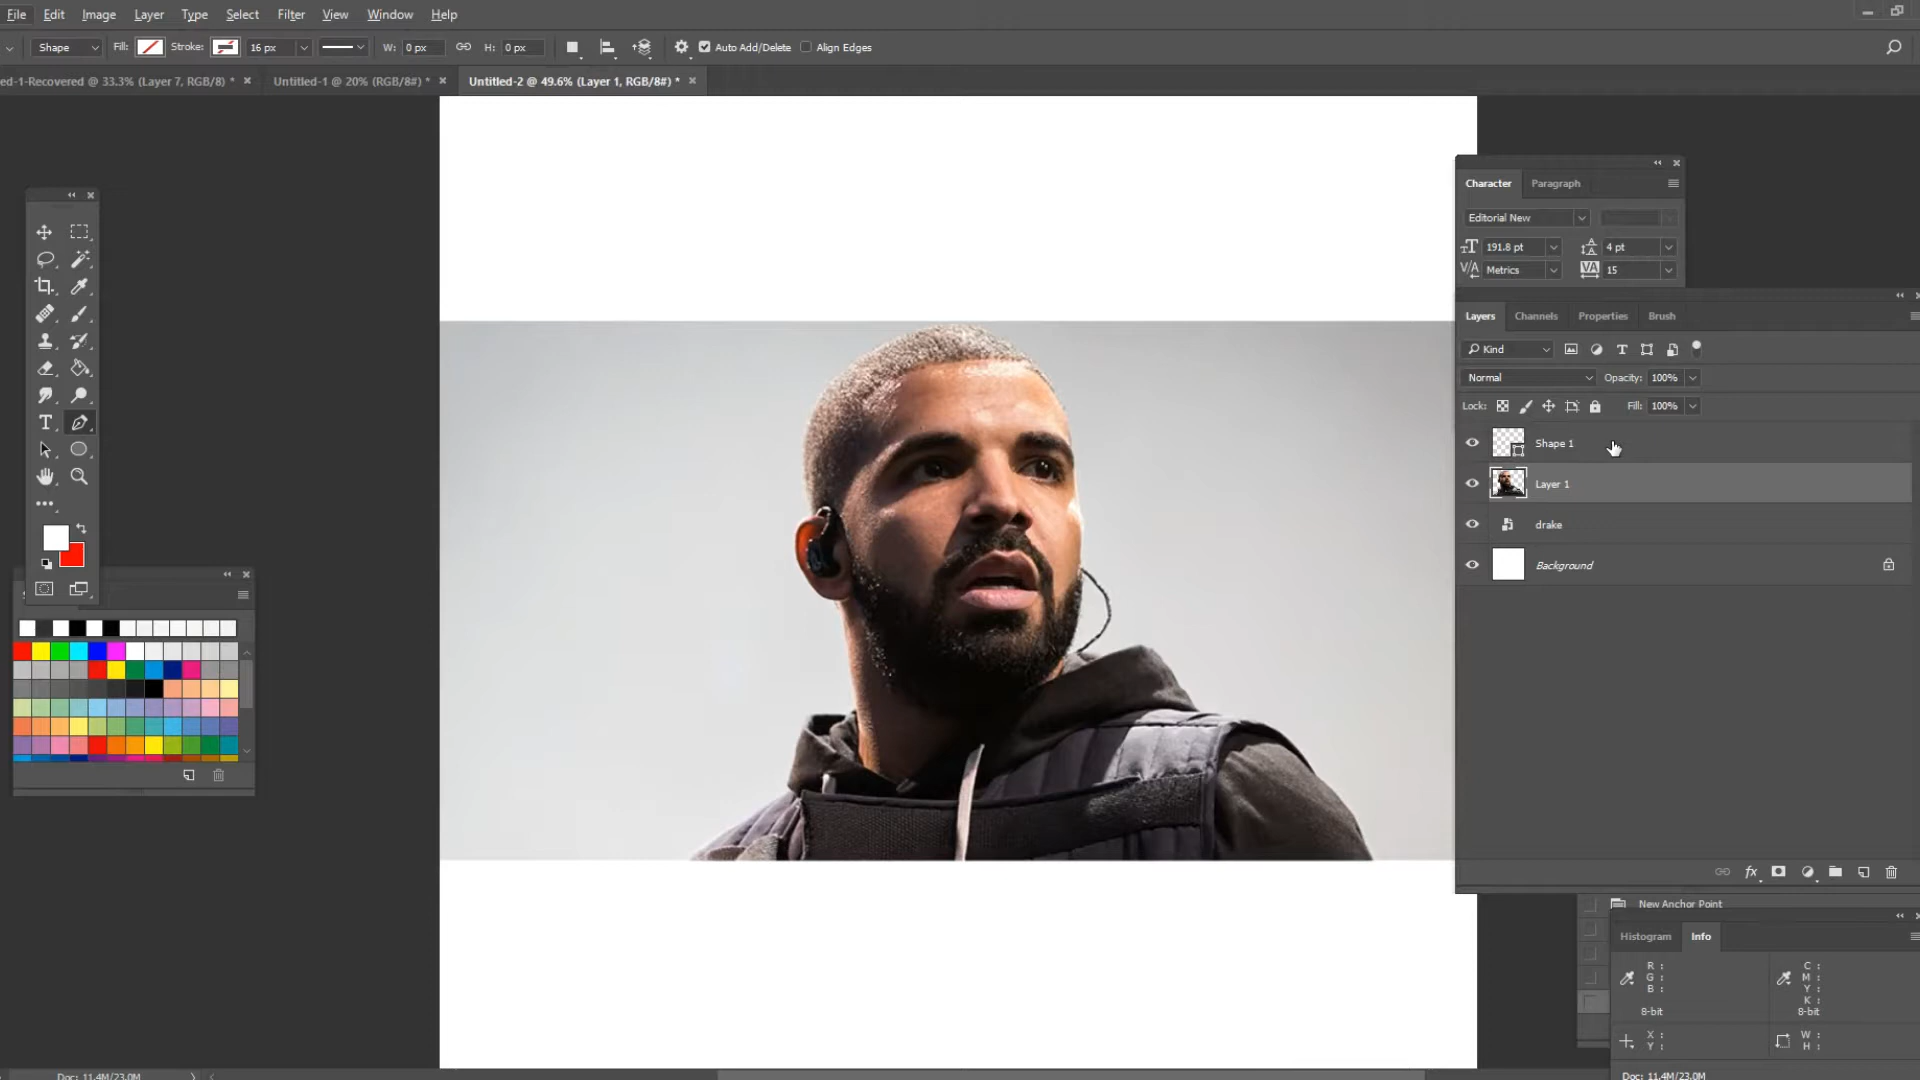 File Edit Image Layer Type Select Filter View Window Help
Shape Fill: Stroke: 16 px W: 0 px H: 0 px Auto Add/Delete Align Edges
ed-1-Recovered @ 33.3% (Layer 7, RGB/8) * Untitled-1 @ 20% (RGB/8#) * Untitled-2 @ 49.6% (Layer 1, RGB/8#) *
Character Paragraph
Editorial New
191.8 pt 4 pt
Metrics 15
Layers Channels Properties Brush
Kind
Normal Opacity: 100%
Lock: Fill: 100%
Shape 1
Layer 1
drake
Background
fx
New Anchor Point
Histogram Info
R : C :
G : M :
B : Y :
K :
8-bit 8-bit
X : W :
Y : H :
Doc: 11.4M/23.0M
Doc: 11.4M/23.0M